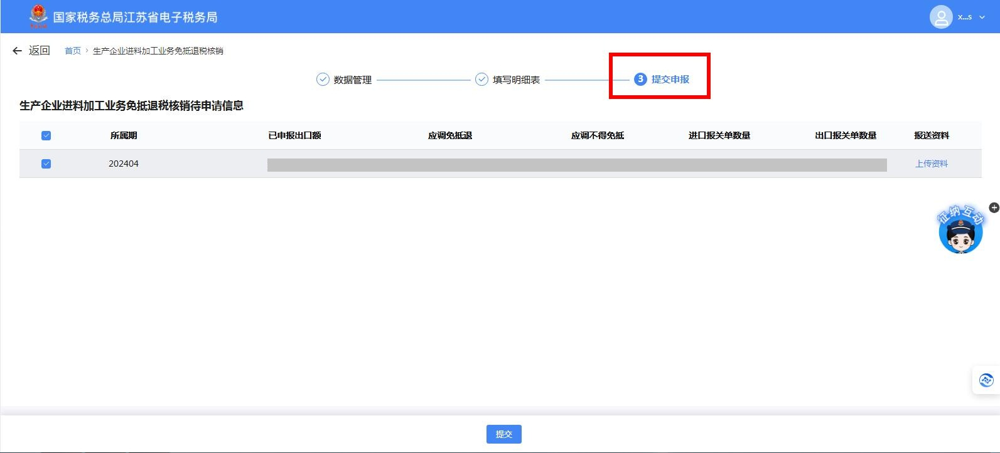 国家税务总局江苏省电子税务局
x...s
返回 首页 › 生产企业进料加工业务免抵退税核销
数据管理 填写明细表 3 提交申报
生产企业进料加工业务免抵退税核销待申请信息
所属期 已申报出口额 应调免抵退 应调不得免抵 进口报关单数量 出口报关单数量 报送资料
202404 上传资料
征纳互动
提交